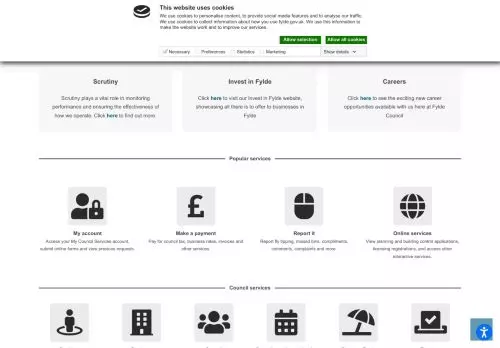 This website uses cookies
We use cookies to personalise content, to provide social media features and to analyse our traffic.
We use cookies to collect information about how you use fylde.gov.uk. We use this information to
make the website work and to improve our services.
Allow selection Allow all cookies
Necessary Preferences Statistics Marketing Show details
Scrutiny
Scrutiny plays a vital role in monitoring
performance and ensuring the effectiveness of
how we operate. Click here to find out more.
Invest in Fylde
Click here to visit our Invest in Fylde website,
showcasing all there is to offer to businesses in
Fylde
Careers
Click here to see the exciting new career
opportunities available with us here at Fylde
Council
Popular services
My account
Access your My Council Services account,
submit online forms and view previous requests.
Make a payment
Pay for council tax, business rates, invoices and
other services
Report it
Report fly tipping, missed bins, compliments,
comments, complaints and more
Online services
View planning and building control applications,
licensing registrations, and access other
interactive services.
Council services